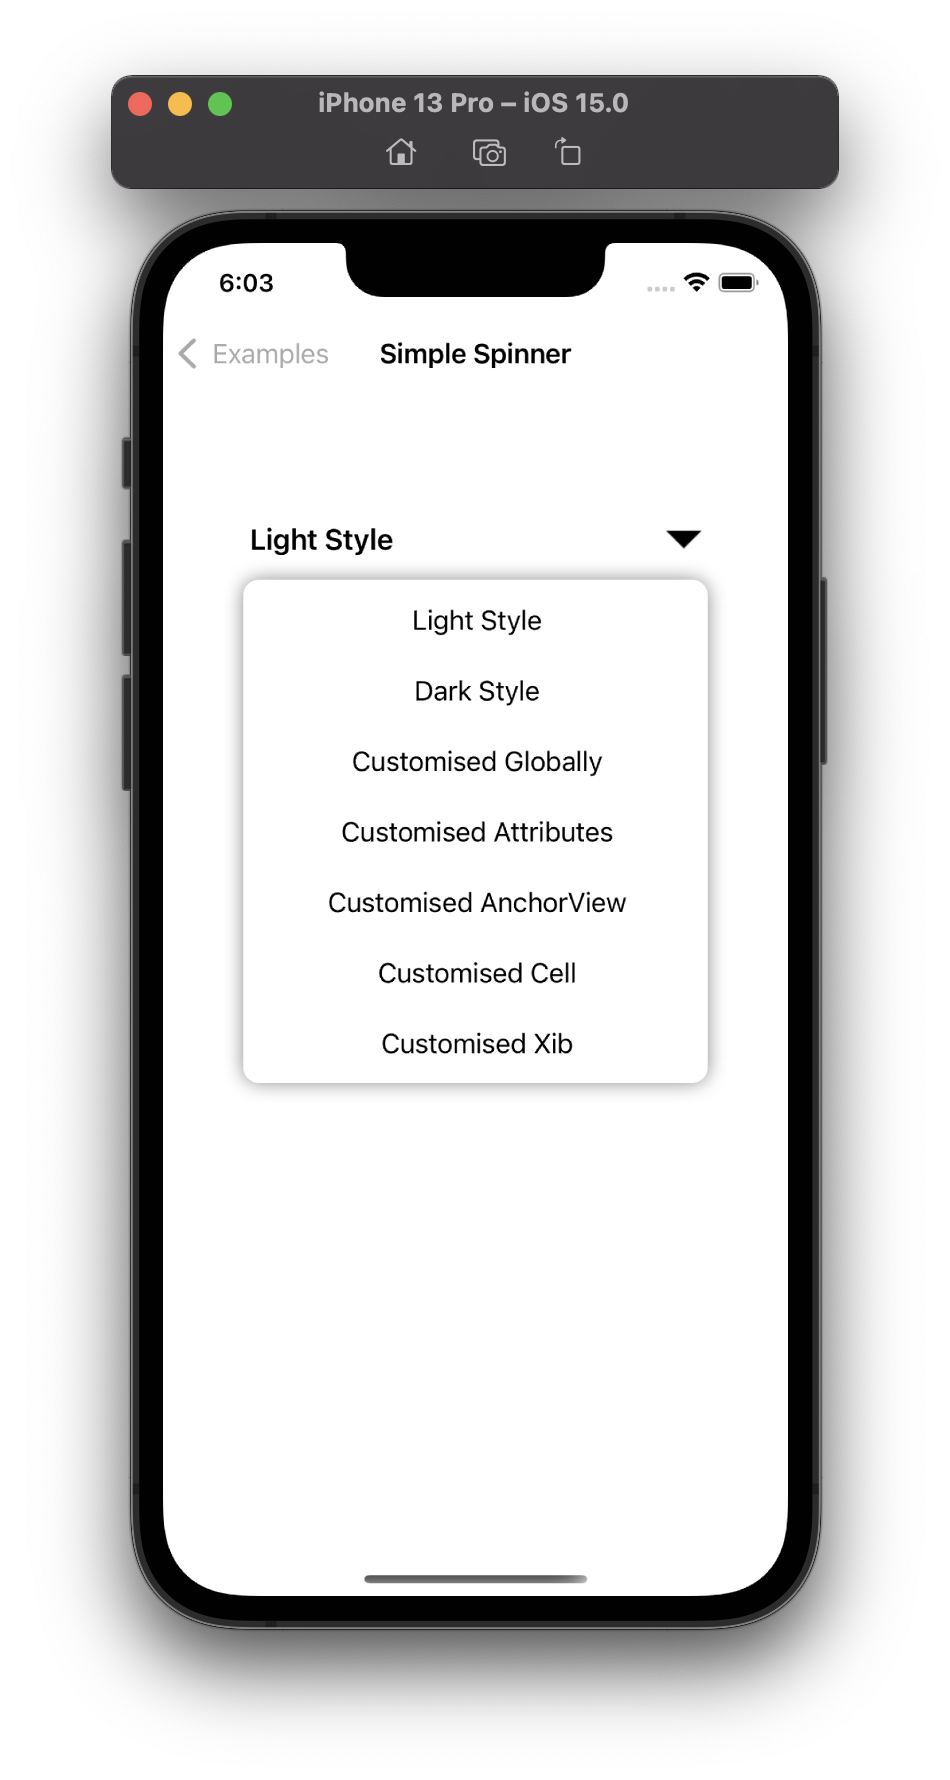 iPhone 13 Pro – iOS 15.0
6:03
Examples
Simple Spinner
Light Style
Light Style
Dark Style
Customised Globally
Customised Attributes
Customised AnchorView
Customised Cell
Customised Xib